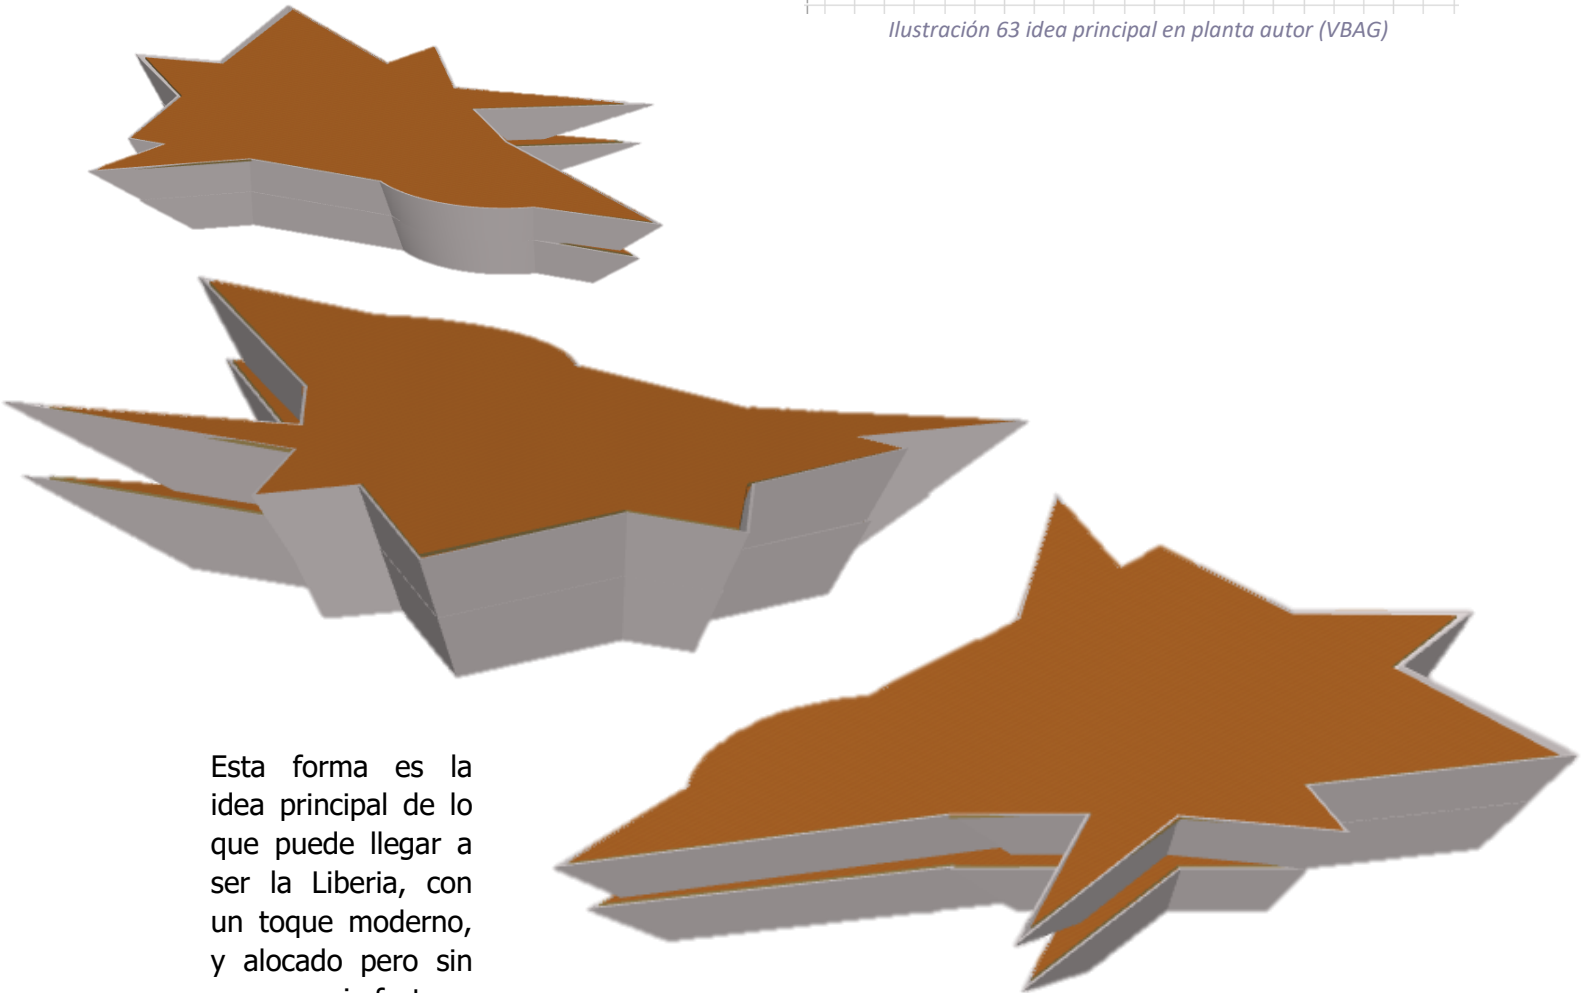 Ilustración 63 idea principal en planta autor (VBAG)
Esta forma es la
idea principal de lo
que puede llegar a
ser la Liberia, con
un toque moderno,
y alocado pero sin